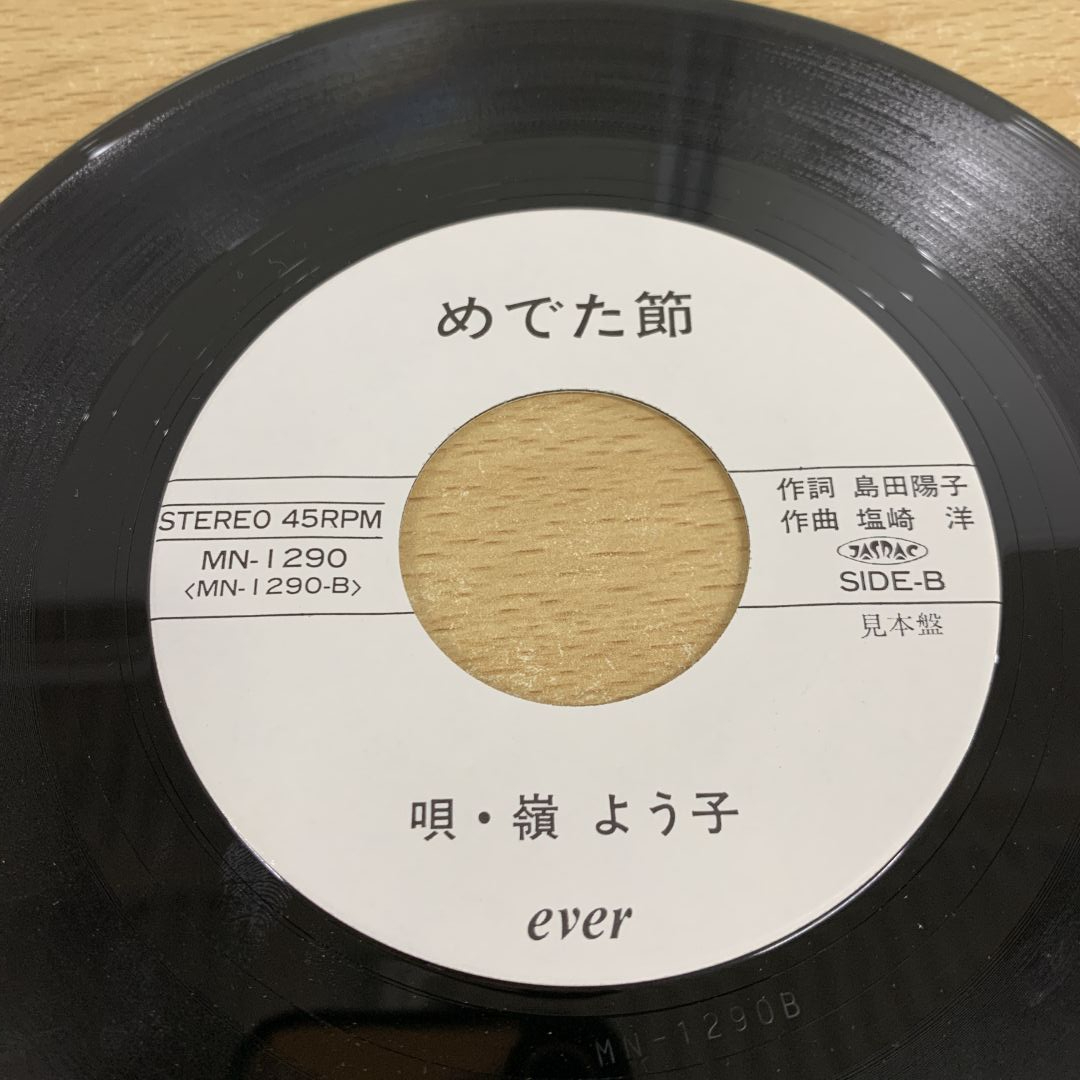 めでた節
STEREO 45RPM
MN-1290
<MN-1290-B>
作詞 島田陽子
作曲 塩崎 洋
JASRAC
SIDE-B
見本盤
唄・嶺 よう子
ever
MN-1290B